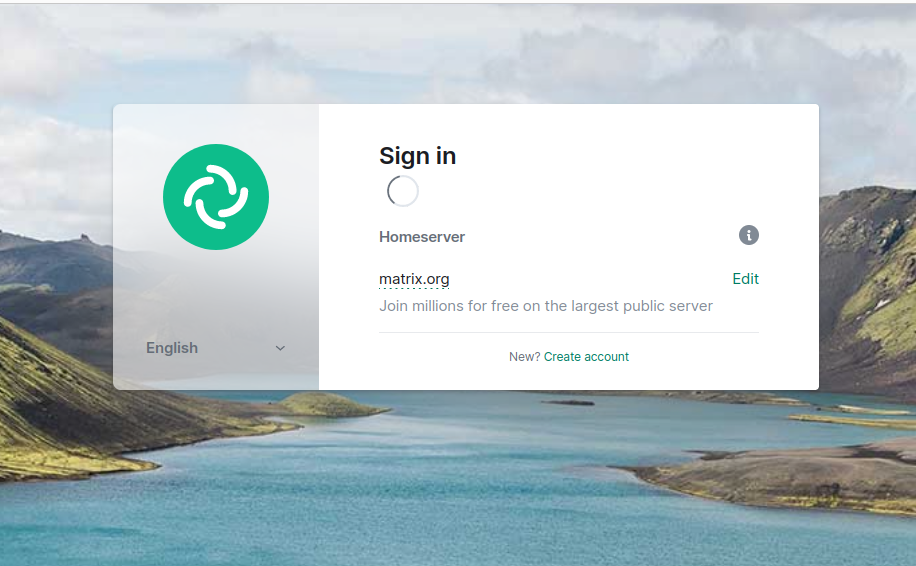 Sign in
Homeserver
matrix.org
Edit
Join millions for free on the largest public server
English
New? Create account